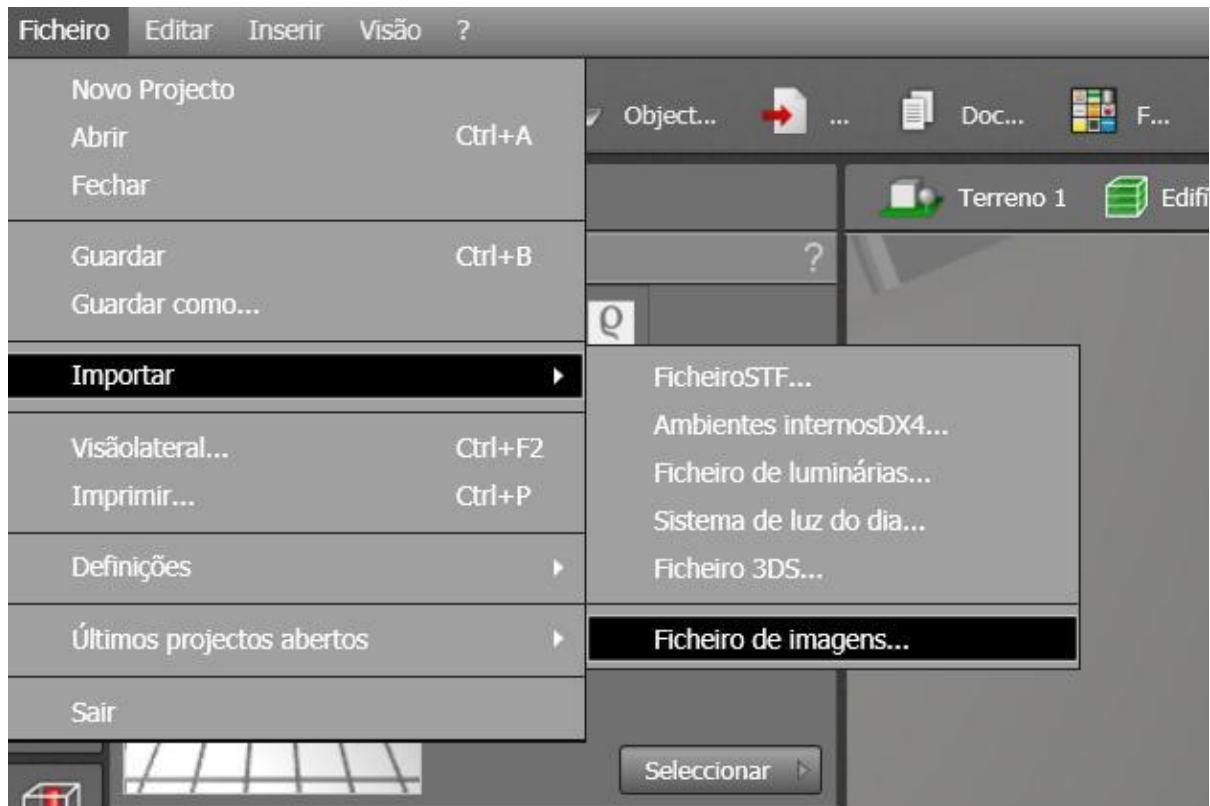 Ficheiro Editar Inserir Visão ?
Novo Projecto
Abrir Ctrl+A
Fechar
Guardar Ctrl+B
Guardar como...
Importar
Visãolateral... Ctrl+F2
Imprimir... Ctrl+P
Definições
Últimos projectos abertos
Sair
Object... ... Doc... F...
Terreno 1 Edifí
?
FicheiroSTF...
Ambientes internosDX4...
Ficheiro de luminárias...
Sistema de luz do dia...
Ficheiro 3DS...
Ficheiro de imagens...
Seleccionar